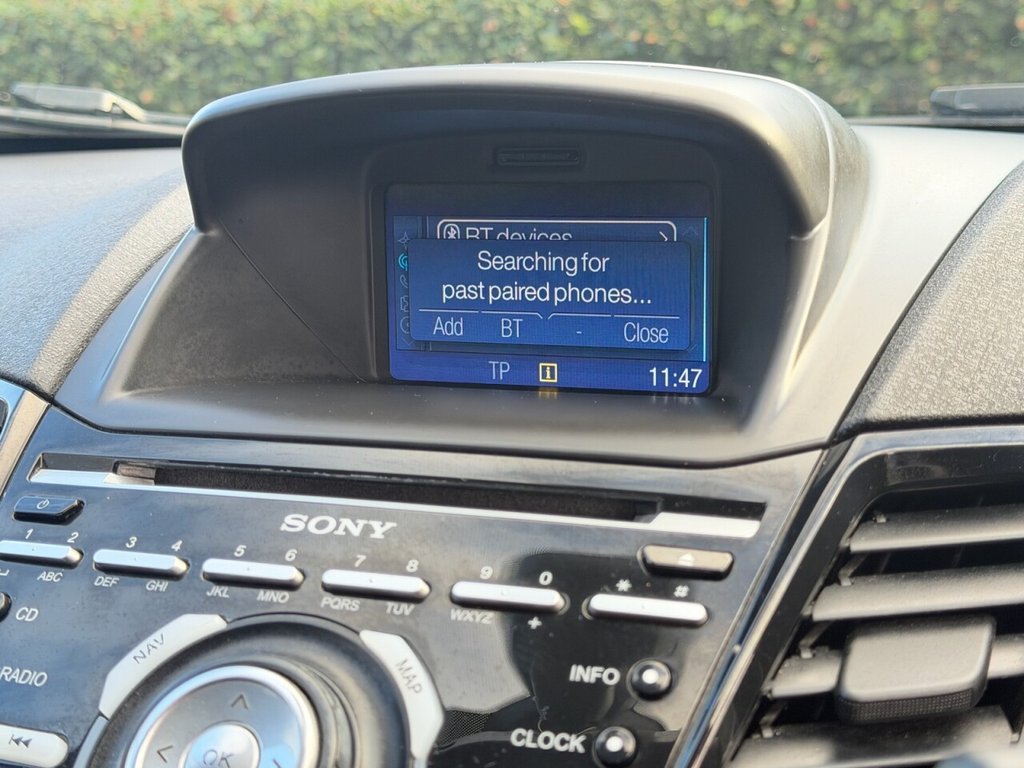 BT devices
Searching for
past paired phones...
Add BT - Close
TP i 11:47
SONY
1 2 3 4 5 6 7 8 9 0 * #
ABC DEF GHI JKL MNO PQRS TUV WXYZ +
CD
NAV
MAP
RADIO
INFO
OK
CLOCK